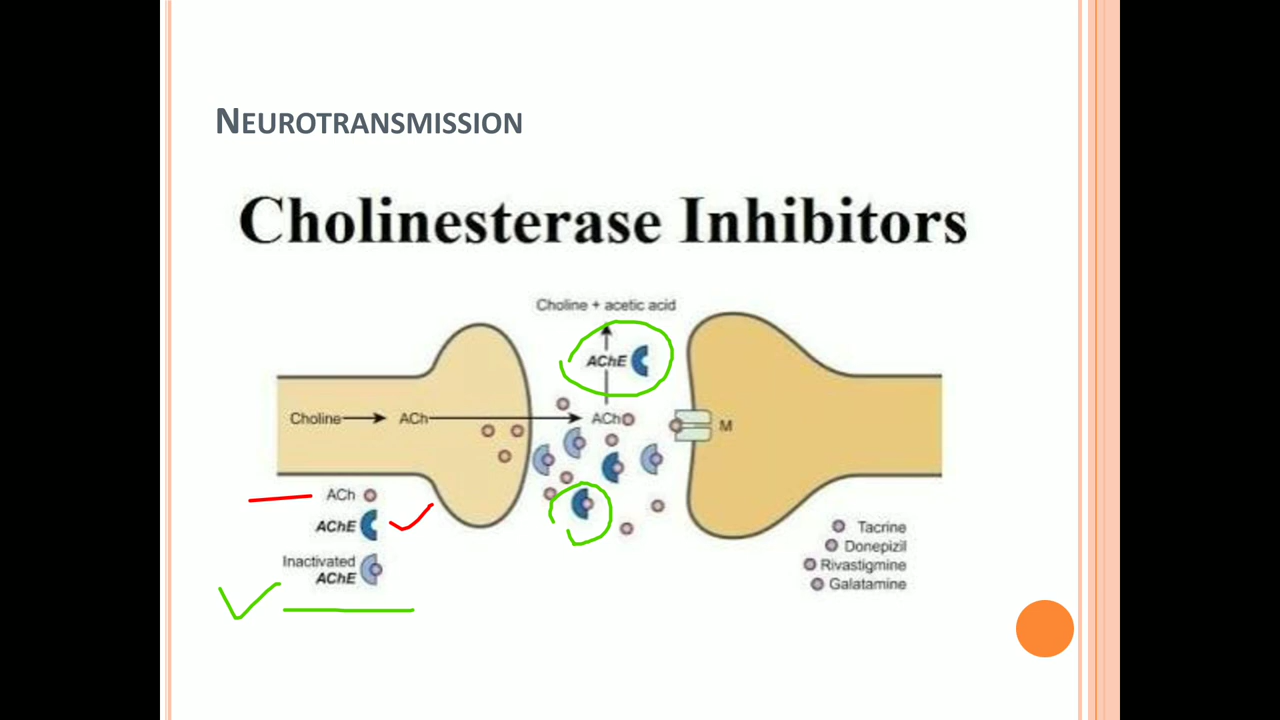 NEUROTRANSMISSION
Cholinesterase Inhibitors
Choline + acetic acid
AChE
Choline
ACh
ACh
M
ACh
AChE
Inactivated
AChE
Tacrine
Donepizil
Rivastigmine
Galatamine